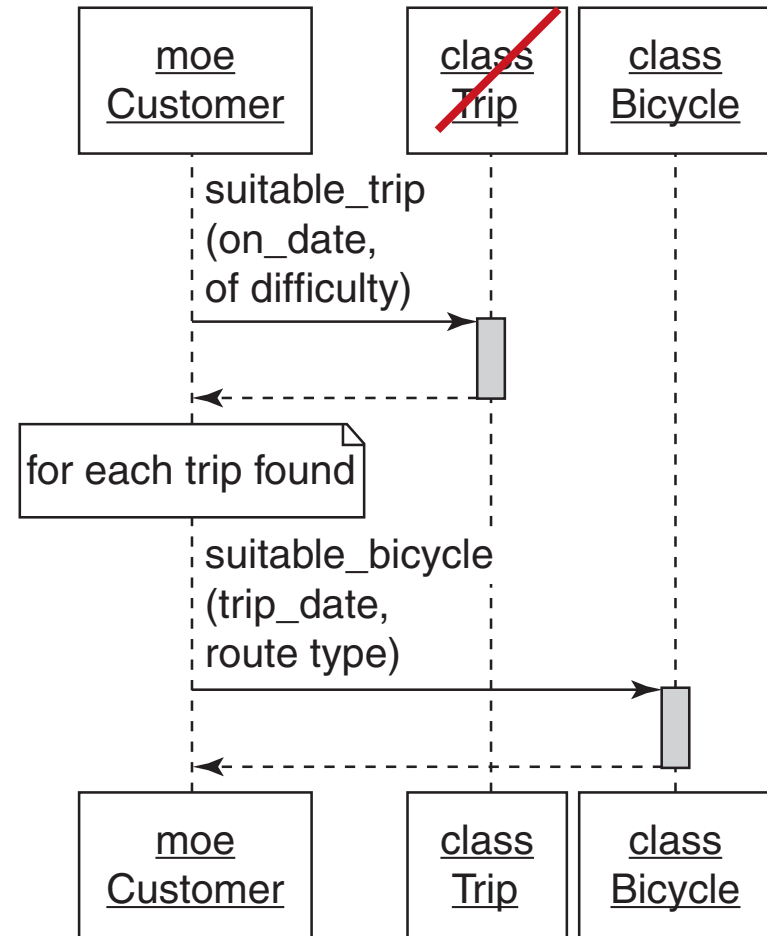 moe
Customer
class
Trip
class
Bicycle
suitable_trip
(on_date,
of difficulty)
for each trip found
suitable_bicycle
(trip_date,
route type)
moe
Customer
class
Trip
class
Bicycle